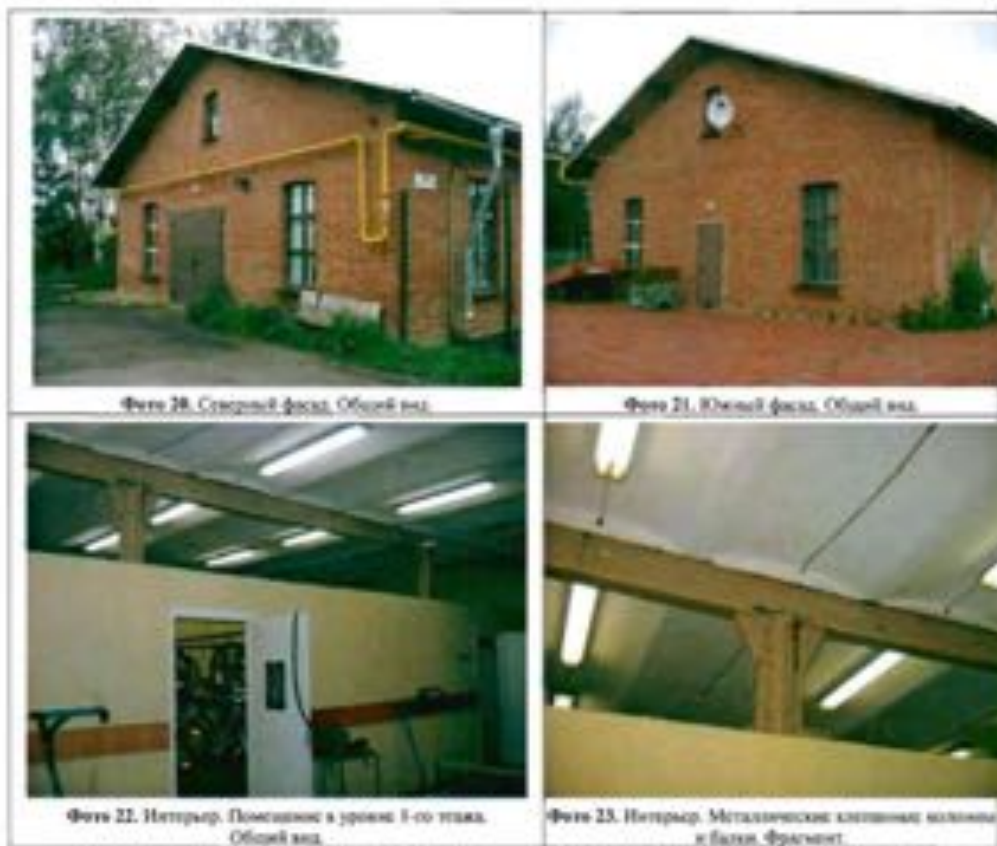 Фото 20. Северный фасад. Общий вид.
Фото 21. Южный фасад. Общий вид.
Фото 22. Интерьер. Помещение в уровне 1-го этажа.
Общий вид.
Фото 23. Интерьер. Металлические клепаные колонны
и балки. Фрагмент.